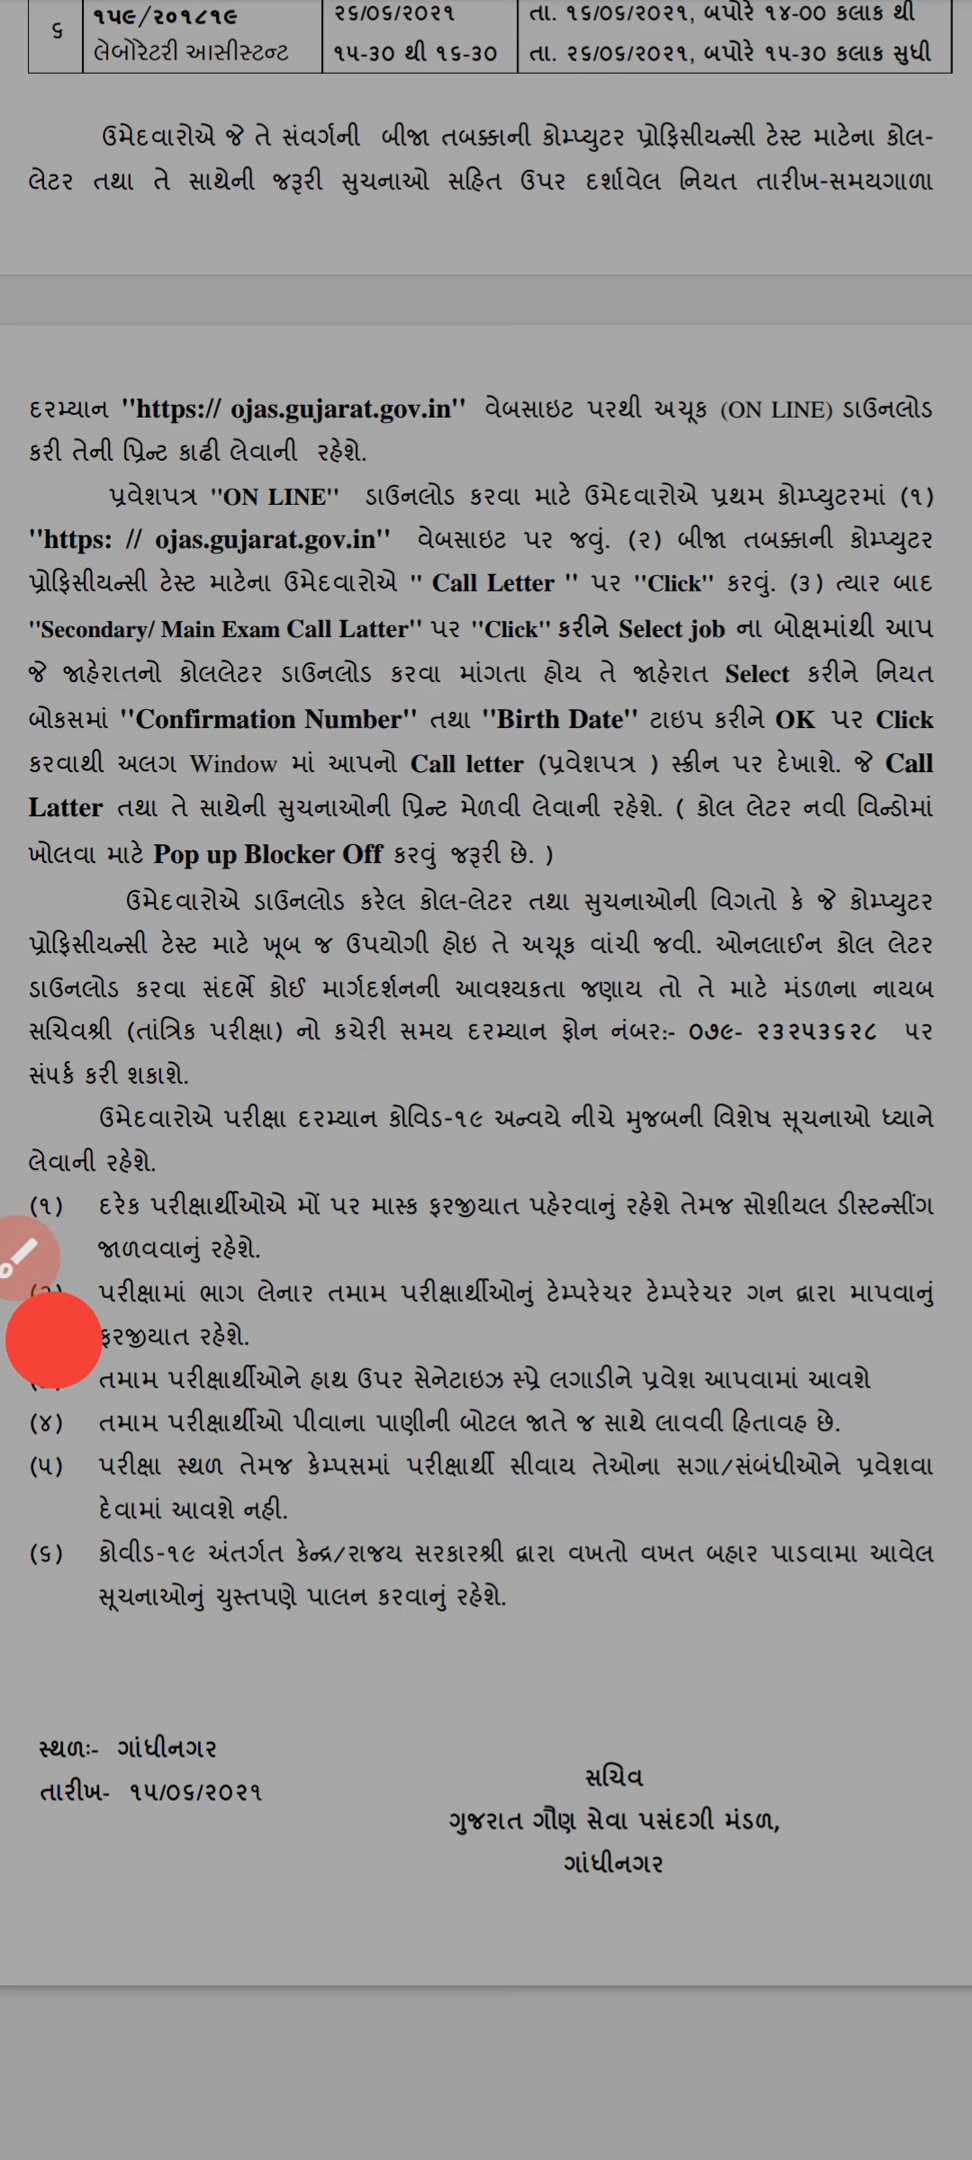 ૬ ૧૫૯/૨૦૧૮૧૯ ૨૬/૦૬/૨૦૨૧ તા. ૧૬/૦૬/૨૦૨૧, બપોરે ૧૪-૦૦ કલાક થી
લેબોરેટરી આસીસ્ટન્ટ ૧૫-૩૦ થી ૧૬-૩૦ તા. ૨૬/૦૬/૨૦૨૧, બપોરે ૧૫-૩૦ કલાક સુધી
ઉમેદવારોએ જે તે સંવર્ગની બીજા તબક્કાની કોમ્પ્યુટર પ્રોફિસીયન્સી ટેસ્ટ માટેના કોલ-
લેટર તથા તે સાથેની જરૂરી સુચનાઓ સહિત ઉપર દર્શાવેલ નિયત તારીખ-સમયગાળા
દરમ્યાન "https:// ojas.gujarat.gov.in" વેબસાઇટ પરથી અચૂક (ON LINE) ડાઉનલોડ
કરી તેની પ્રિન્ટ કાઢી લેવાની રહેશે.
પ્રવેશપત્ર "ON LINE" ડાઉનલોડ કરવા માટે ઉમેદવારોએ પ્રથમ કોમ્પ્યુટરમાં (૧)
"https: // ojas.gujarat.gov.in" વેબસાઇટ પર જવું. (૨) બીજા તબક્કાની કોમ્પ્યુટર
પ્રોફિસીયન્સી ટેસ્ટ માટેના ઉમેદવારોએ " Call Letter " પર "Click" કરવું. (૩) ત્યાર બાદ
"Secondary/ Main Exam Call Latter" પર "Click" કરીને Select job ના બોક્ષમાંથી આપ
જે જાહેરાતનો કોલલેટર ડાઉનલોડ કરવા માંગતા હોય તે જાહેરાત Select કરીને નિયત
બોકસમાં "Confirmation Number" તથા "Birth Date" ટાઇપ કરીને OK પર Click
કરવાથી અલગ Window માં આપનો Call letter (પ્રવેશપત્ર ) સ્ક્રીન પર દેખાશે. જે Call
Latter તથા તે સાથેની સુચનાઓની પ્રિન્ટ મેળવી લેવાની રહેશે. ( કોલ લેટર નવી વિન્ડોમાં
ખોલવા માટે Pop up Blocker Off કરવું જરૂરી છે. )
ઉમેદવારોએ ડાઉનલોડ કરેલ કોલ-લેટર તથા સુચનાઓની વિગતો કે જે કોમ્પ્યુટર
પ્રોફિસીયન્સી ટેસ્ટ માટે ખૂબ જ ઉપયોગી હોઇ તે અચૂક વાંચી જવી. ઓનલાઈન કોલ લેટર
ડાઉનલોડ કરવા સંદર્ભે કોઈ માર્ગદર્શનની આવશ્યકતા જણાય તો તે માટે મંડળના નાયબ
સચિવશ્રી (તાંત્રિક પરીક્ષા) નો કચેરી સમય દરમ્યાન ફોન નંબર:- ૦૭૯- ૨૩૨૫૩૬૨૮ પર
સંપર્ક કરી શકાશે.
ઉમેદવારોએ પરીક્ષા દરમ્યાન કોવિડ-૧૯ અન્વયે નીચે મુજબની વિશેષ સૂચનાઓ ધ્યાને
લેવાની રહેશે.
(૧) દરેક પરીક્ષાર્થીઓએ મોં પર માસ્ક ફરજીયાત પહેરવાનું રહેશે તેમજ સોશીયલ ડીસ્ટન્સીંગ
જાળવવાનું રહેશે.
પરીક્ષામાં ભાગ લેનાર તમામ પરીક્ષાર્થીઓનું ટેમ્પરેચર ટેમ્પરેચર ગન દ્વારા માપવાનું
ફરજીયાત રહેશે.
તમામ પરીક્ષાર્થીઓને હાથ ઉપર સેનેટાઇઝ સ્પ્રે લગાડીને પ્રવેશ આપવામાં આવશે
(૪) તમામ પરીક્ષાર્થીઓ પીવાના પાણીની બોટલ જાતે જ સાથે લાવવી હિતાવહ છે.
(૫) પરીક્ષા સ્થળ તેમજ કેમ્પસમાં પરીક્ષાર્થી સીવાય તેઓના સગા/સંબંધીઓને પ્રવેશવા
દેવામાં આવશે નહી.
(૬) કોવીડ-૧૯ અંતર્ગત કેન્દ્ર/રાજય સરકારશ્રી દ્વારા વખતો વખત બહાર પાડવામા આવેલ
સૂચનાઓનું ચુસ્તપણે પાલન કરવાનું રહેશે.
સ્થળઃ- ગાંધીનગર
તારીખ- ૧૫/૦૬/૨૦૨૧
સચિવ
ગુજરાત ગૌણ સેવા પસંદગી મંડળ,
ગાંધીનગર